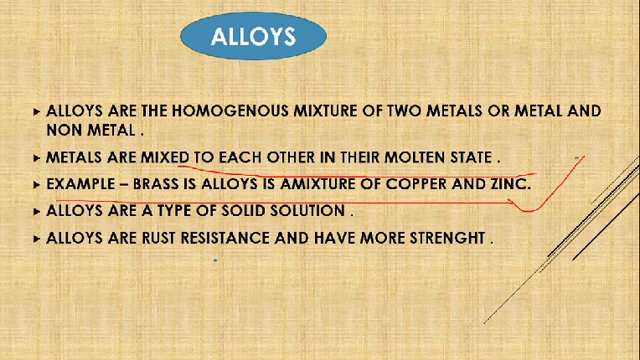 ALLOYS
ALLOYS ARE THE HOMOGENOUS MIXTURE OF TWO METALS OR METAL AND
NON METAL .
METALS ARE MIXED TO EACH OTHER IN THEIR MOLTEN STATE .
EXAMPLE – BRASS IS ALLOYS IS AMIXTURE OF COPPER AND ZINC.
ALLOYS ARE A TYPE OF SOLID SOLUTION .
ALLOYS ARE RUST RESISTANCE AND HAVE MORE STRENGHT .